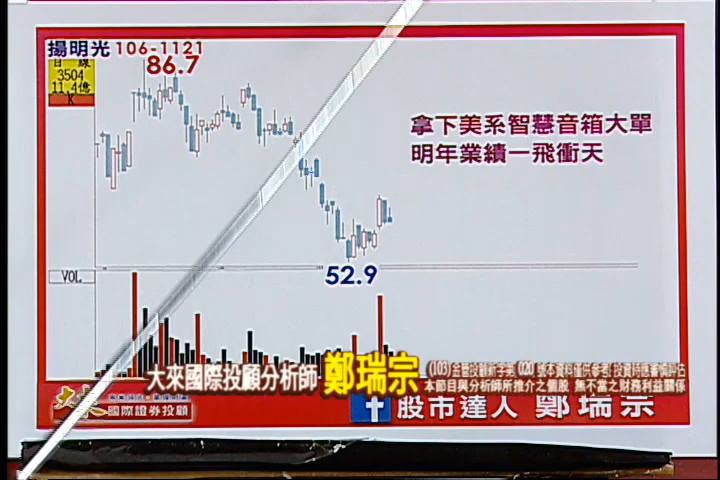 揚明光 106-1121
日線
3504
11.4億
K
86.7
拿下美系智慧音箱大單
明年業績一飛衝天
52.9
VOL
大來國際投顧分析師 鄭瑞宗
本節目與分析師所推介之個股 無不當之財務利益關係
大來
國際證券投顧
股市達人 鄭瑞宗